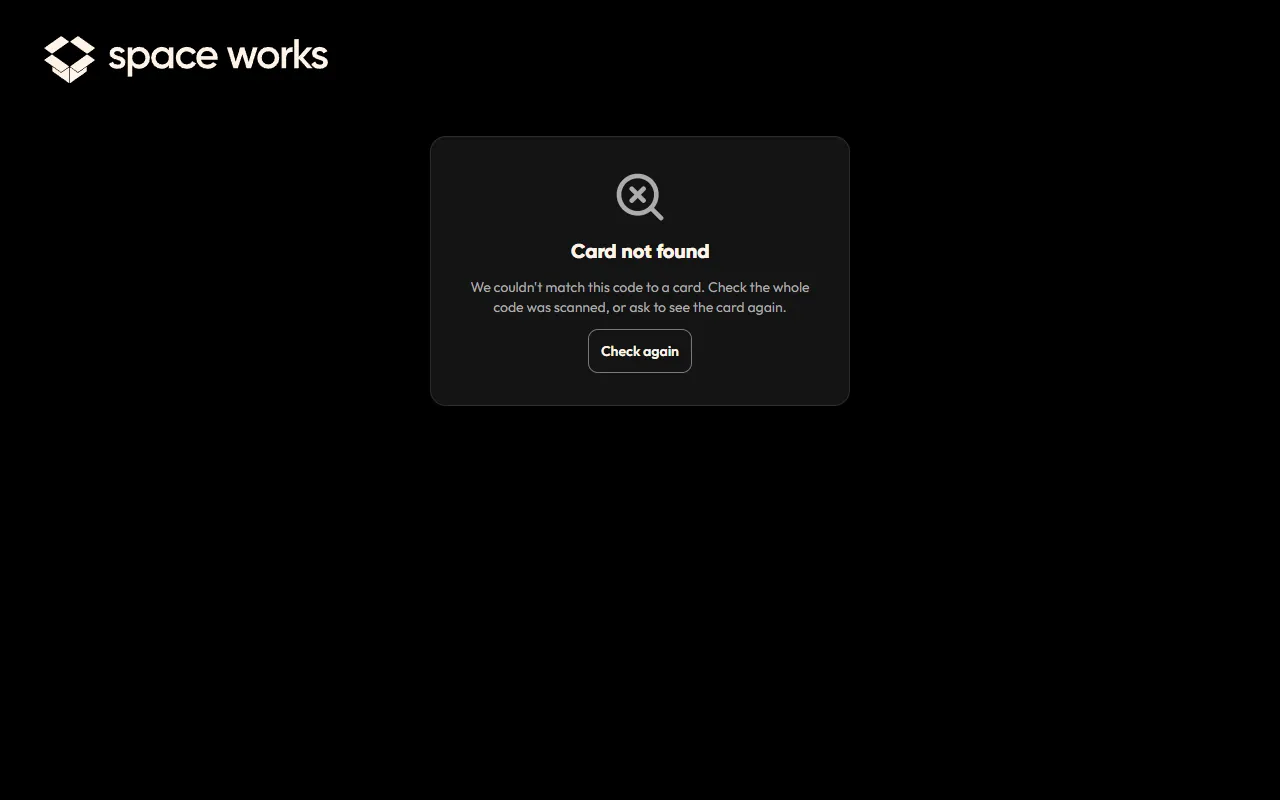 space works
Card not found
We couldn't match this code to a card. Check the whole
code was scanned, or ask to see the card again.
Check again